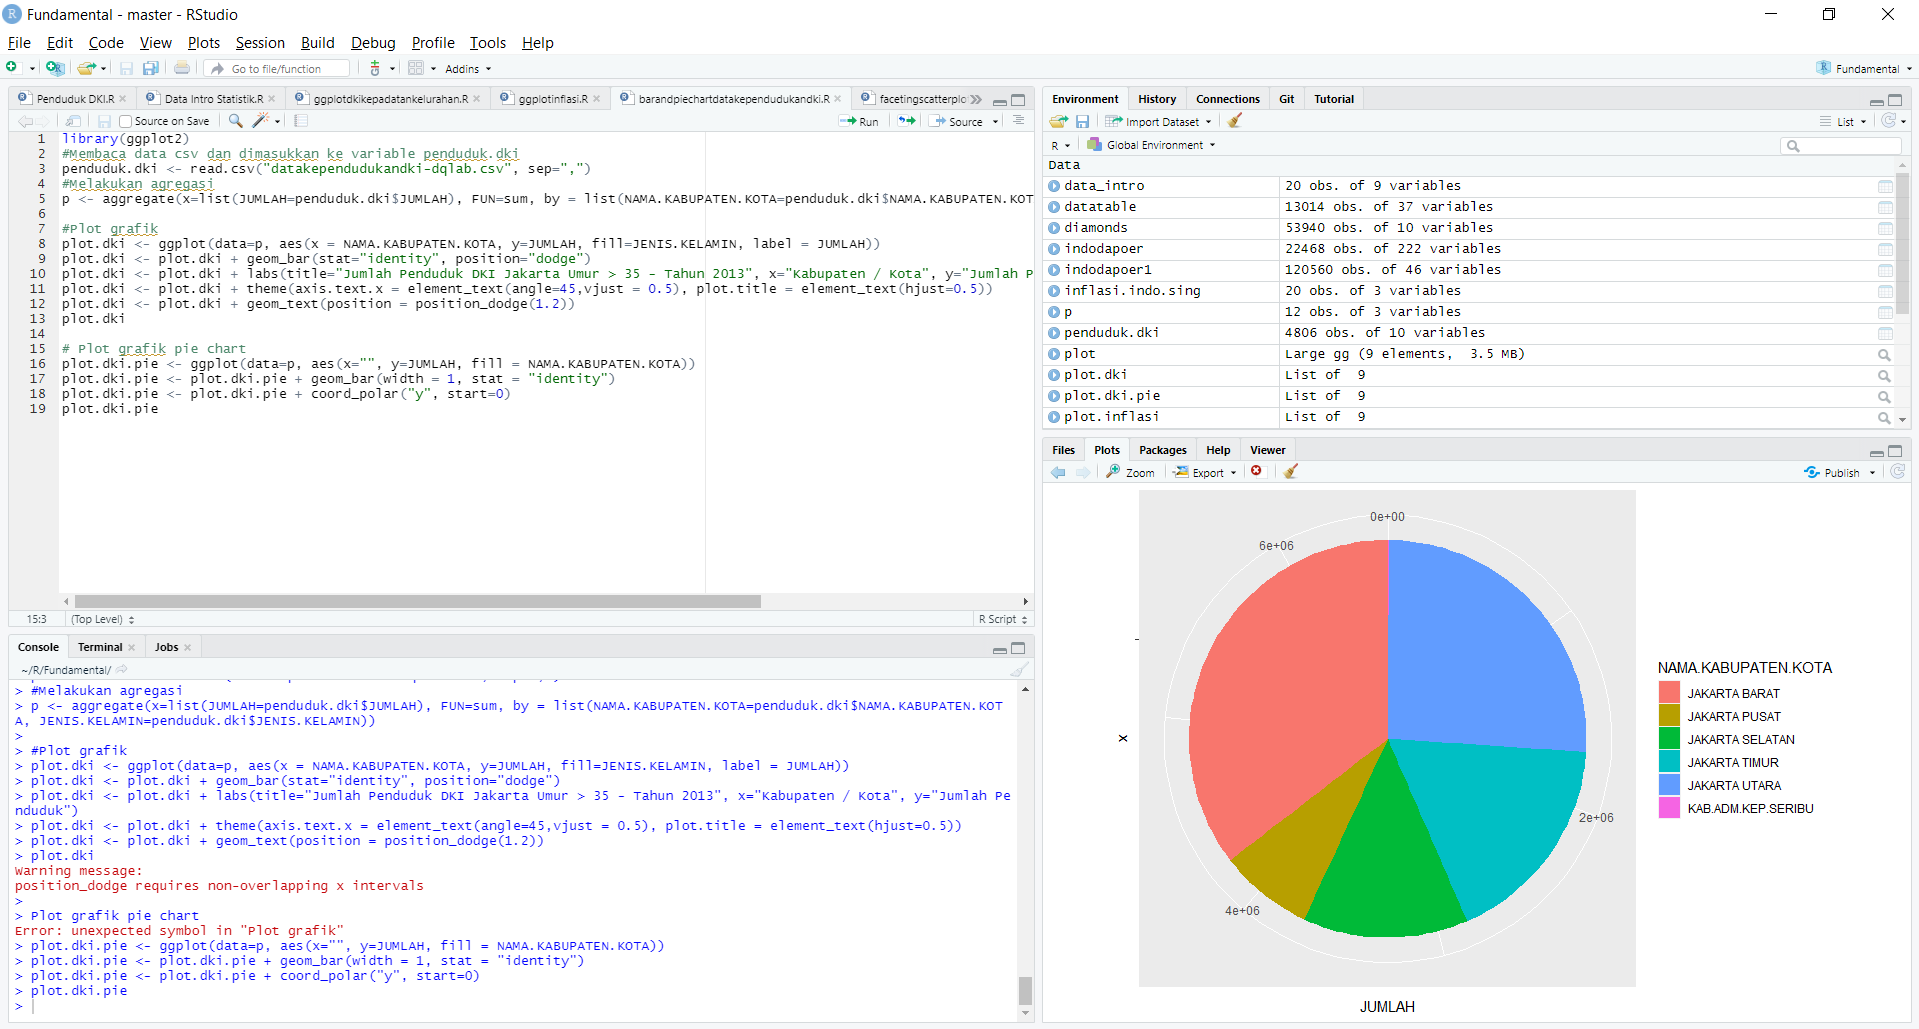 Fundamental - master - RStudio
File Edit Code View Plots Session Build Debug Profile Tools Help
Go to file/function Addins Fundamental
Penduduk DKI.R Data Intro Statistik.R ggplotdkikepadatankelurahan.R ggplotinflasi.R barandpiechartdatakependudukandki.R facetingscatterplo
Source on Save Run Source
1 library(ggplot2)
2 #Membaca data csv dan dimasukkan ke variable penduduk.dki
3 penduduk.dki <- read.csv("datakependudukandki-dqlab.csv", sep=",")
4 #Melakukan agregasi
5 p <- aggregate(x=list(JUMLAH=penduduk.dki$JUMLAH), FUN=sum, by = list(NAMA.KABUPATEN.KOTA=penduduk.dki$NAMA.KABUPATEN.KOT
6
7 #Plot grafik
8 plot.dki <- ggplot(data=p, aes(x = NAMA.KABUPATEN.KOTA, y=JUMLAH, fill=JENIS.KELAMIN, label = JUMLAH))
9 plot.dki <- plot.dki + geom_bar(stat="identity", position="dodge")
10 plot.dki <- plot.dki + labs(title="Jumlah Penduduk DKI Jakarta Umur > 35 - Tahun 2013", x="Kabupaten / Kota", y="Jumlah P
11 plot.dki <- plot.dki + theme(axis.text.x = element_text(angle=45,vjust = 0.5), plot.title = element_text(hjust=0.5))
12 plot.dki <- plot.dki + geom_text(position = position_dodge(1.2))
13 plot.dki
14
15 # Plot grafik pie chart
16 plot.dki.pie <- ggplot(data=p, aes(x="", y=JUMLAH, fill = NAMA.KABUPATEN.KOTA))
17 plot.dki.pie <- plot.dki.pie + geom_bar(width = 1, stat = "identity")
18 plot.dki.pie <- plot.dki.pie + coord_polar("y", start=0)
19 plot.dki.pie
15:3 (Top Level) R Script
Console Terminal Jobs
~/R/Fundamental/
> #Melakukan agregasi
> p <- aggregate(x=list(JUMLAH=penduduk.dki$JUMLAH), FUN=sum, by = list(NAMA.KABUPATEN.KOTA=penduduk.dki$NAMA.KABUPATEN.KOT
A, JENIS.KELAMIN=penduduk.dki$JENIS.KELAMIN))
>
> #Plot grafik
> plot.dki <- ggplot(data=p, aes(x = NAMA.KABUPATEN.KOTA, y=JUMLAH, fill=JENIS.KELAMIN, label = JUMLAH))
> plot.dki <- plot.dki + geom_bar(stat="identity", position="dodge")
> plot.dki <- plot.dki + labs(title="Jumlah Penduduk DKI Jakarta Umur > 35 - Tahun 2013", x="Kabupaten / Kota", y="Jumlah Pe
nduduk")
> plot.dki <- plot.dki + theme(axis.text.x = element_text(angle=45,vjust = 0.5), plot.title = element_text(hjust=0.5))
> plot.dki <- plot.dki + geom_text(position = position_dodge(1.2))
> plot.dki
Warning message:
position_dodge requires non-overlapping x intervals
>
> Plot grafik pie chart
Error: unexpected symbol in "Plot grafik"
> plot.dki.pie <- ggplot(data=p, aes(x="", y=JUMLAH, fill = NAMA.KABUPATEN.KOTA))
> plot.dki.pie <- plot.dki.pie + geom_bar(width = 1, stat = "identity")
> plot.dki.pie <- plot.dki.pie + coord_polar("y", start=0)
> plot.dki.pie
>
Environment History Connections Git Tutorial
Import Dataset List
R Global Environment
Data
data_intro 20 obs. of 9 variables
datatable 13014 obs. of 37 variables
diamonds 53940 obs. of 10 variables
indodapoer 22468 obs. of 222 variables
indodapoer1 120560 obs. of 46 variables
inflasi.indo.sing 20 obs. of 3 variables
p 12 obs. of 3 variables
penduduk.dki 4806 obs. of 10 variables
plot Large gg (9 elements, 3.5 MB)
plot.dki List of 9
plot.dki.pie List of 9
plot.inflasi List of 9
Files Plots Packages Help Viewer
Zoom Export Publish
0e+00
6e+06
2e+06
4e+06
x
JUMLAH
NAMA.KABUPATEN.KOTA
JAKARTA BARAT
JAKARTA PUSAT
JAKARTA SELATAN
JAKARTA TIMUR
JAKARTA UTARA
KAB.ADM.KEP.SERIBU